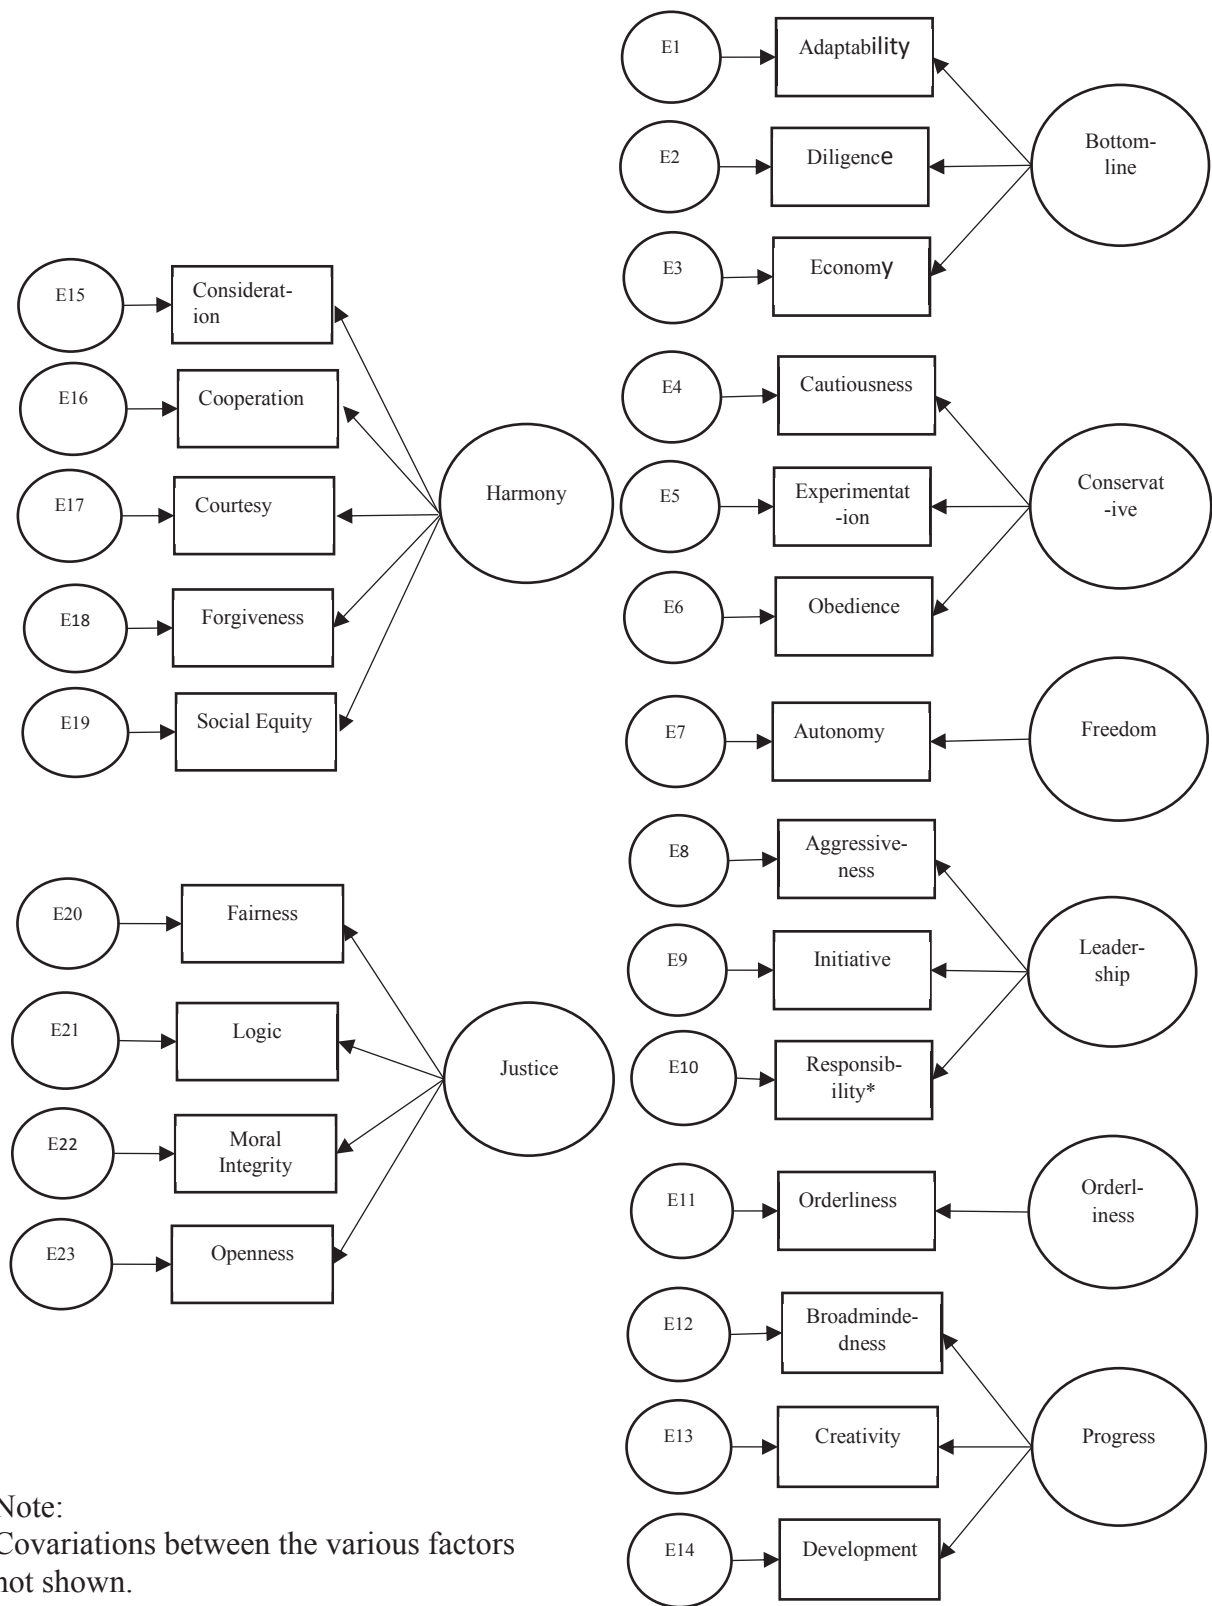 E1
Adaptability
Bottom-
line
E2
Diligence
E3
Economy
E4
Cautiousness
Conservat
-ive
E5
Experimentat
-ion
E6
Obedience
E7
Autonomy
Freedom
E8
Aggressive-
ness
Leader-
ship
E9
Initiative
E10
Responsib-
ility*
E11
Orderliness
Orderl-
iness
E12
Broadminde-
dness
E13
Creativity
Progress
E14
Development
E15
Considerat-
ion
E16
Cooperation
Harmony
E17
Courtesy
E18
Forgiveness
E19
Social Equity
E20
Fairness
E21
Logic
Justice
E22
Moral
Integrity
E23
Openness
Note:
Covariations between the various factors
not shown.